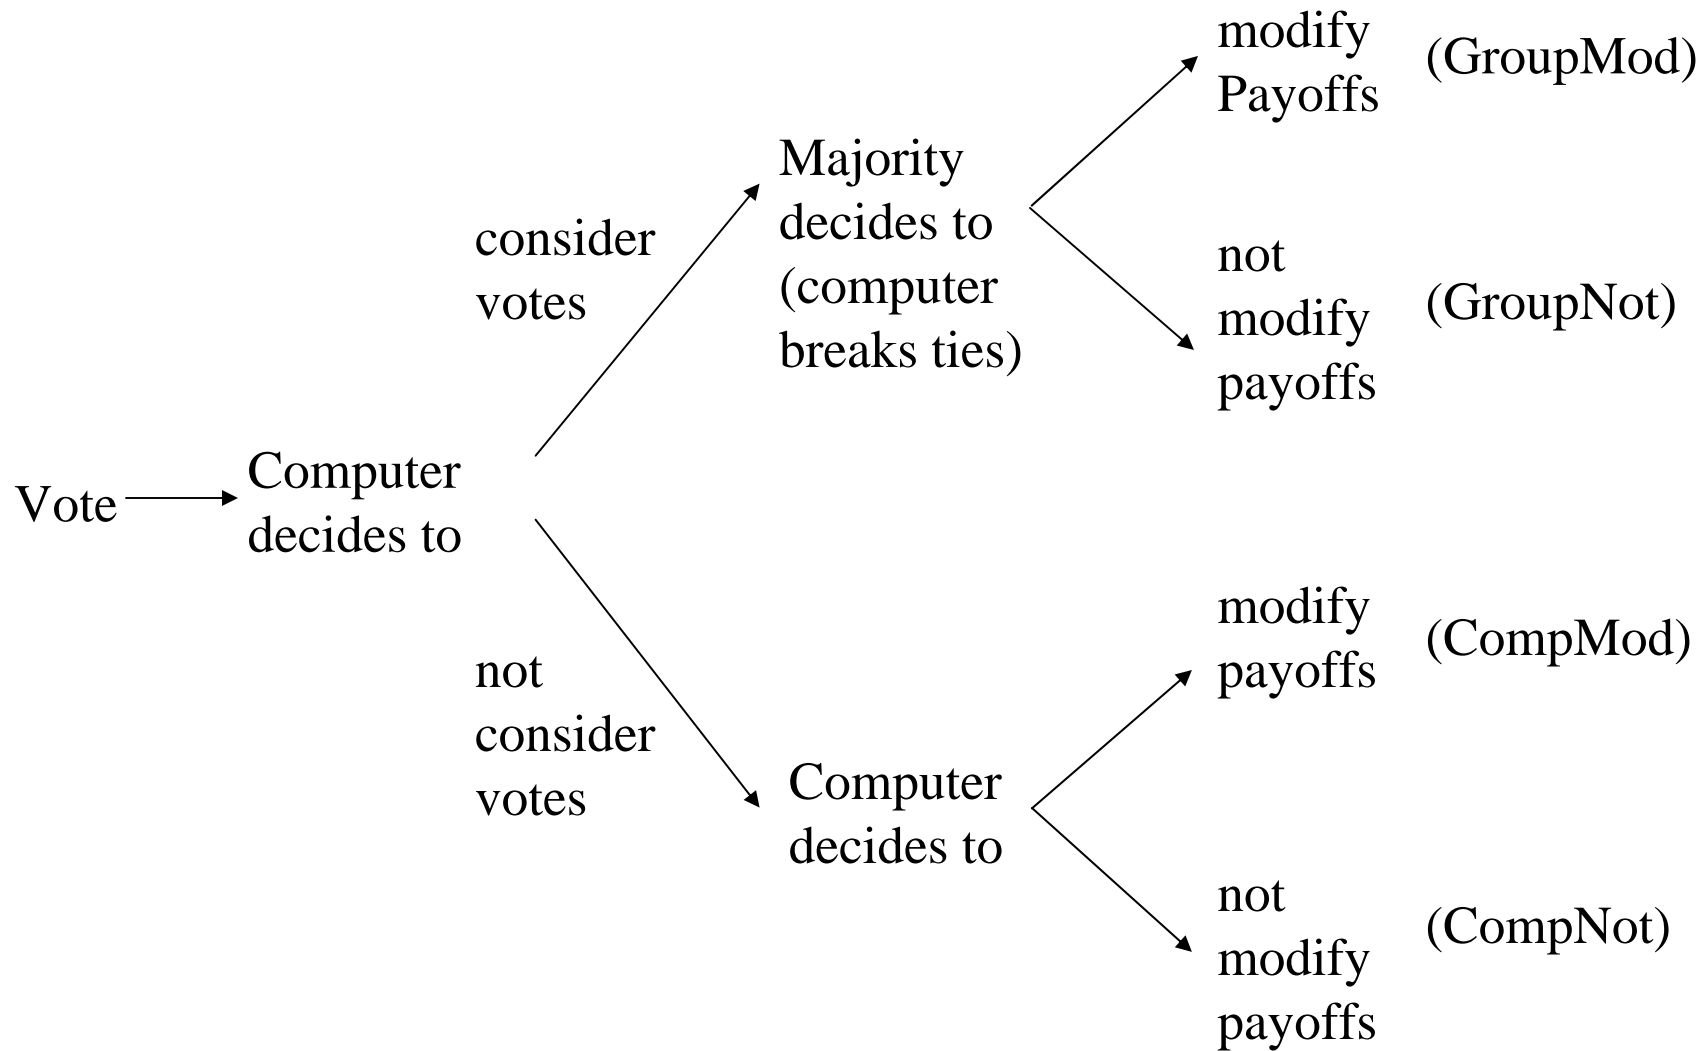 Vote
Computer
decides to
consider
votes
not
consider
votes
Majority
decides to
(computer
breaks ties)
Computer
decides to
modify
Payoffs
(GroupMod)
not
modify
payoffs
(GroupNot)
modify
payoffs
(CompMod)
not
modify
payoffs
(CompNot)